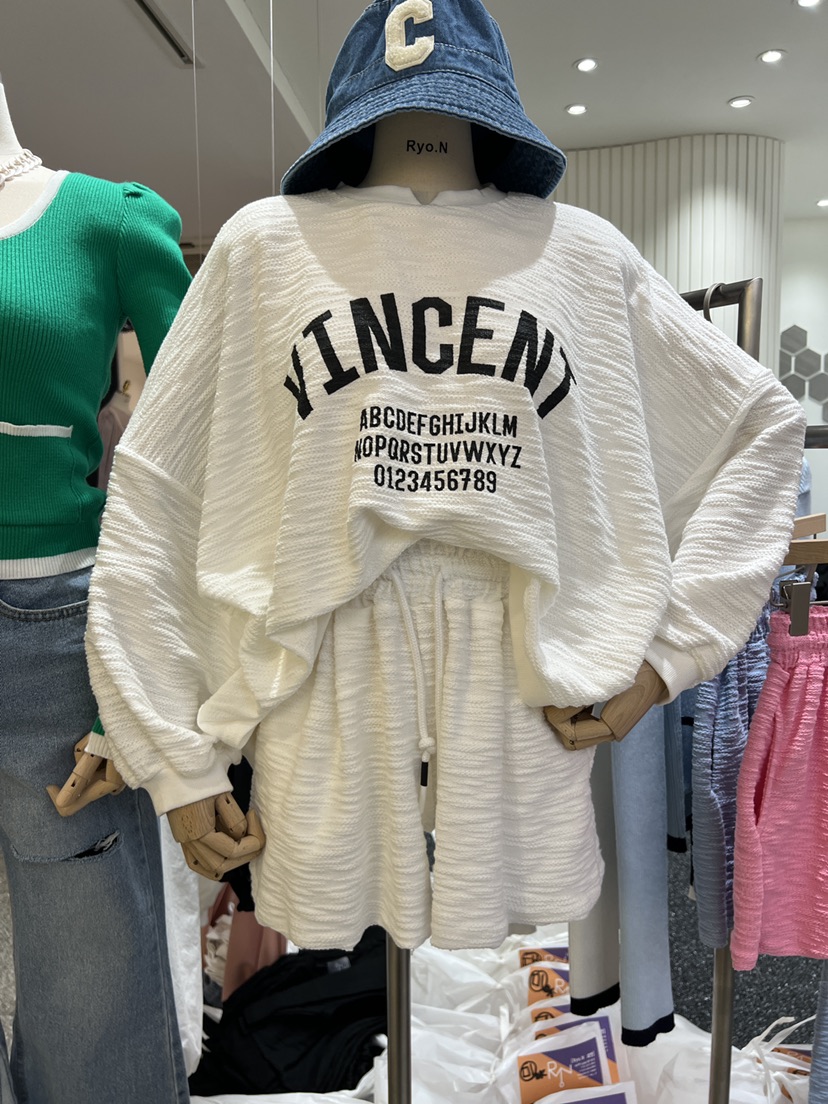 C
Ryo.N
VINCENT
ABCDEFGHIJKLM
NOPQRSTUVWXYZ
0123456789